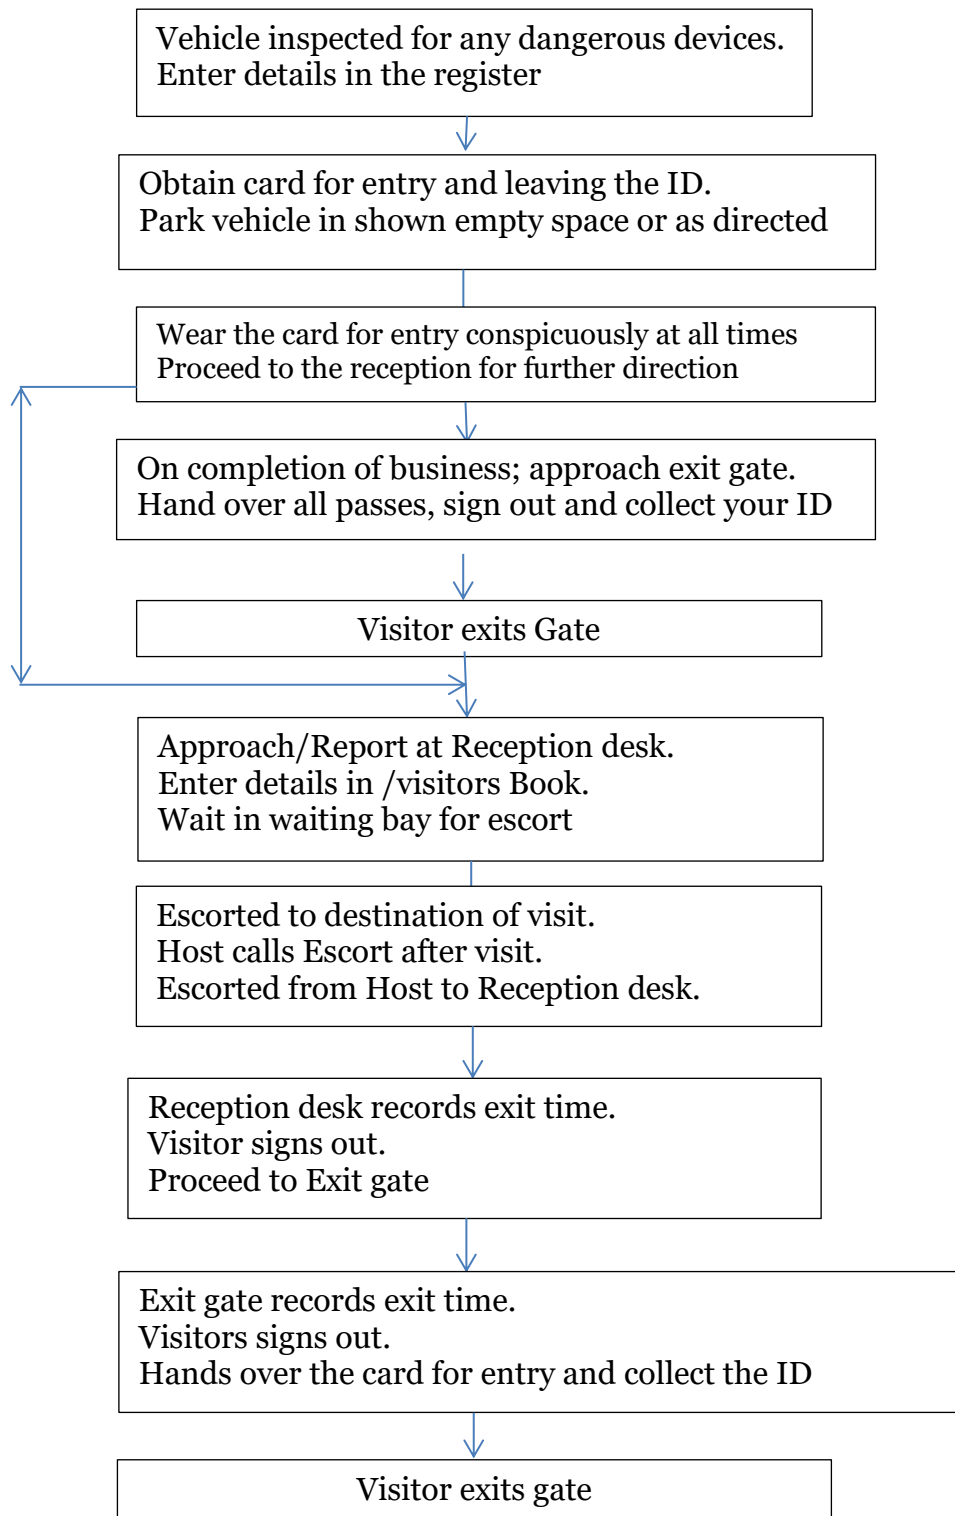 Vehicle inspected for any dangerous devices.
Enter details in the register
Obtain card for entry and leaving the ID.
Park vehicle in shown empty space or as directed
Wear the card for entry conspicuously at all times
Proceed to the reception for further direction
On completion of business; approach exit gate.
Hand over all passes, sign out and collect your ID
Visitor exits Gate
Approach/Report at Reception desk.
Enter details in /visitors Book.
Wait in waiting bay for escort
Escorted to destination of visit.
Host calls Escort after visit.
Escorted from Host to Reception desk.
Reception desk records exit time.
Visitor signs out.
Proceed to Exit gate
Exit gate records exit time.
Visitors signs out.
Hands over the card for entry and collect the ID
Visitor exits gate